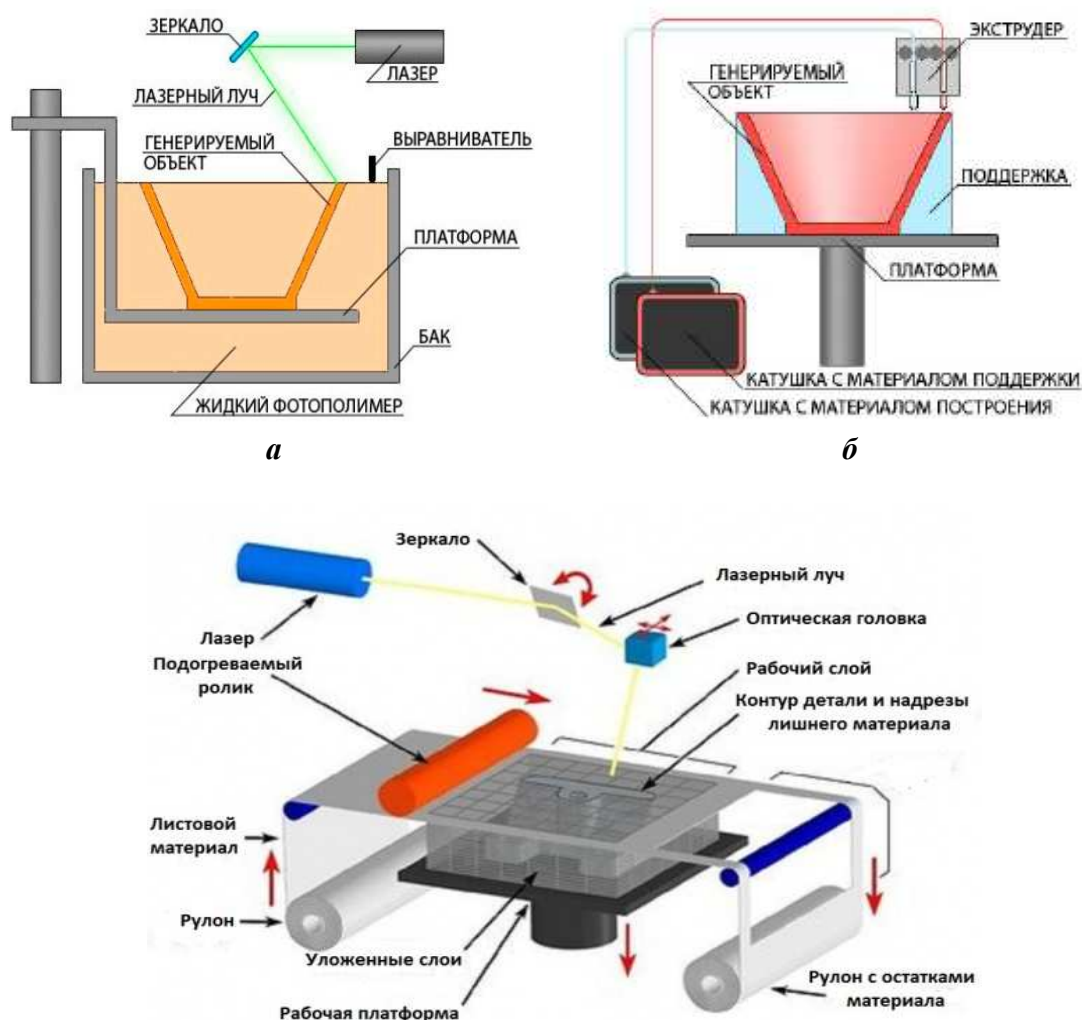 ЗЕРКАЛО
ЛАЗЕР
ЛАЗЕРНЫЙ ЛУЧ
ГЕНЕРИРУЕМЫЙ
ОБЪЕКТ
ВЫРАВНИВАТЕЛЬ
ПЛАТФОРМА
БАК
ЖИДКИЙ ФОТОПОЛИМЕР
а
ЭКСТРУДЕР
ГЕНЕРИРУЕМЫЙ
ОБЪЕКТ
ПОДДЕРЖКА
ПЛАТФОРМА
КАТУШКА С МАТЕРИАЛОМ ПОДДЕРЖКИ
КАТУШКА С МАТЕРИАЛОМ ПОСТРОЕНИЯ
б
Зеркало
Лазерный луч
Оптическая головка
Лазер
Подогреваемый
ролик
Рабочий слой
Контур детали и надрезы
лишнего материала
Листовой
материал
Рулон
Уложенные слои
Рабочая платформа
Рулон с остатками
материала